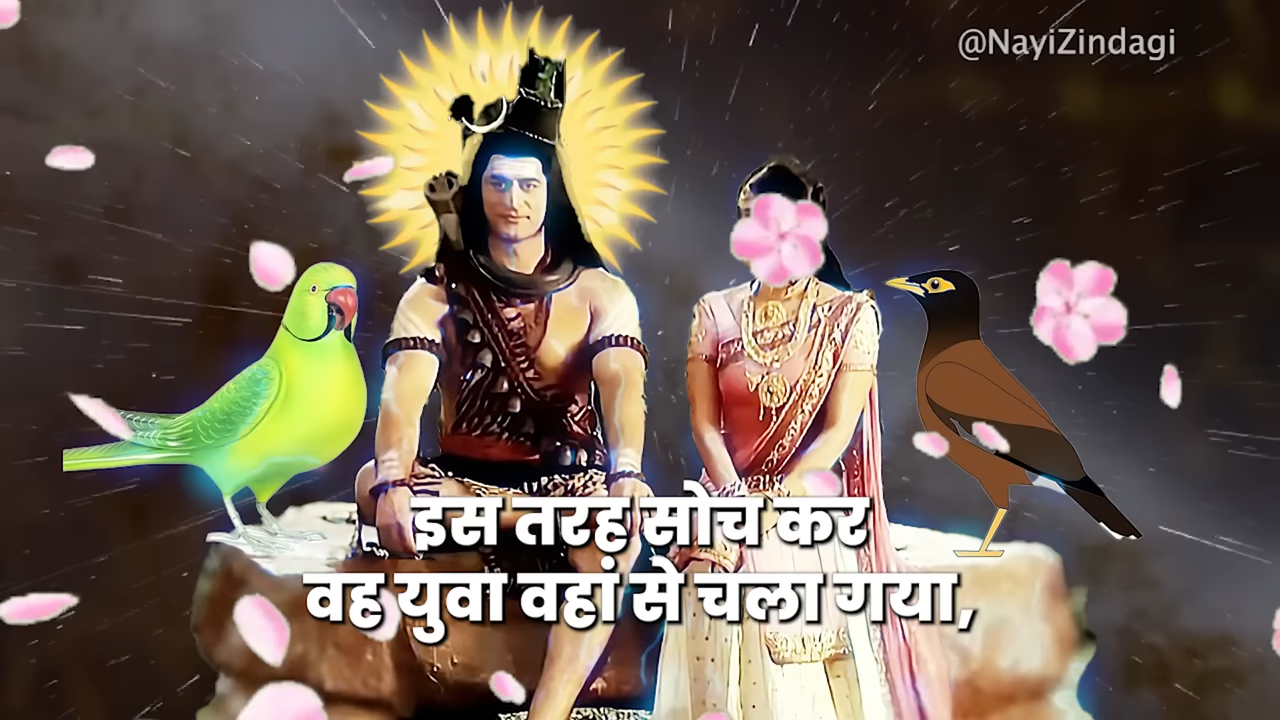 @NayiZindagi
इस तरह सोच कर
वह युवा वहां से चला गया,